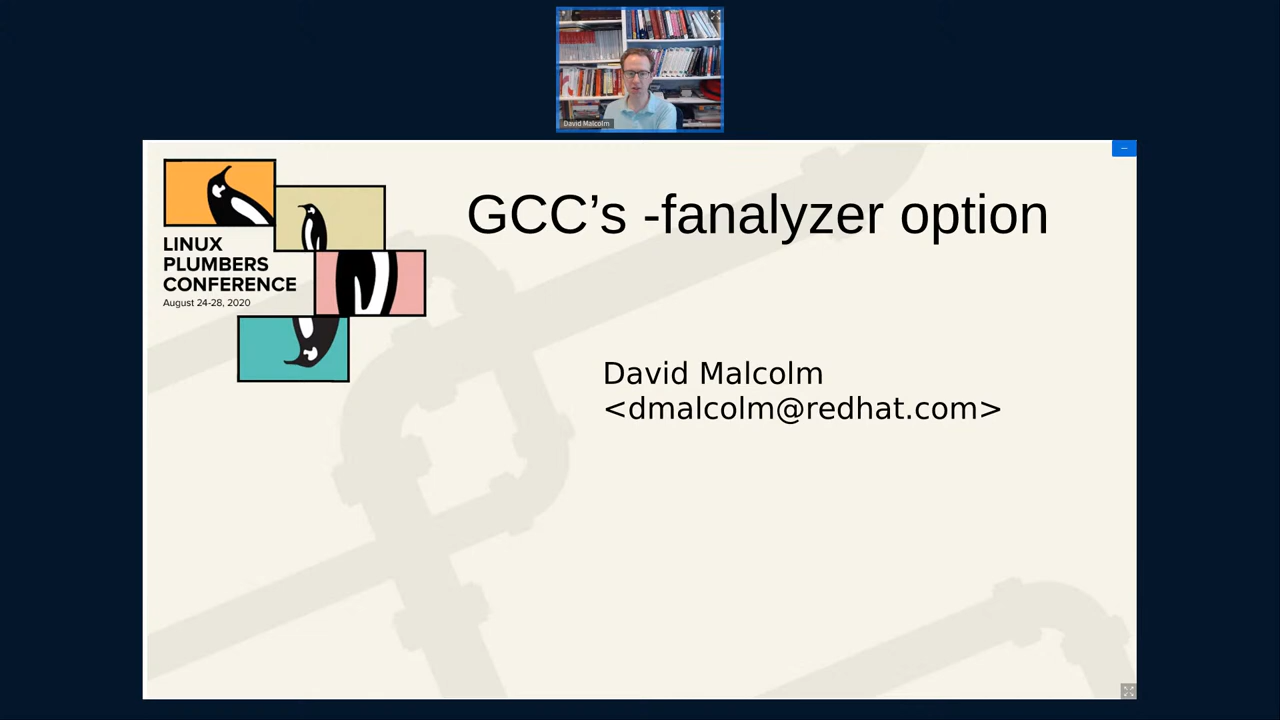 David Malcolm
LINUX
PLUMBERS
CONFERENCE
August 24-28, 2020
GCC’s -fanalyzer option
David Malcolm
<dmalcolm@redhat.com>